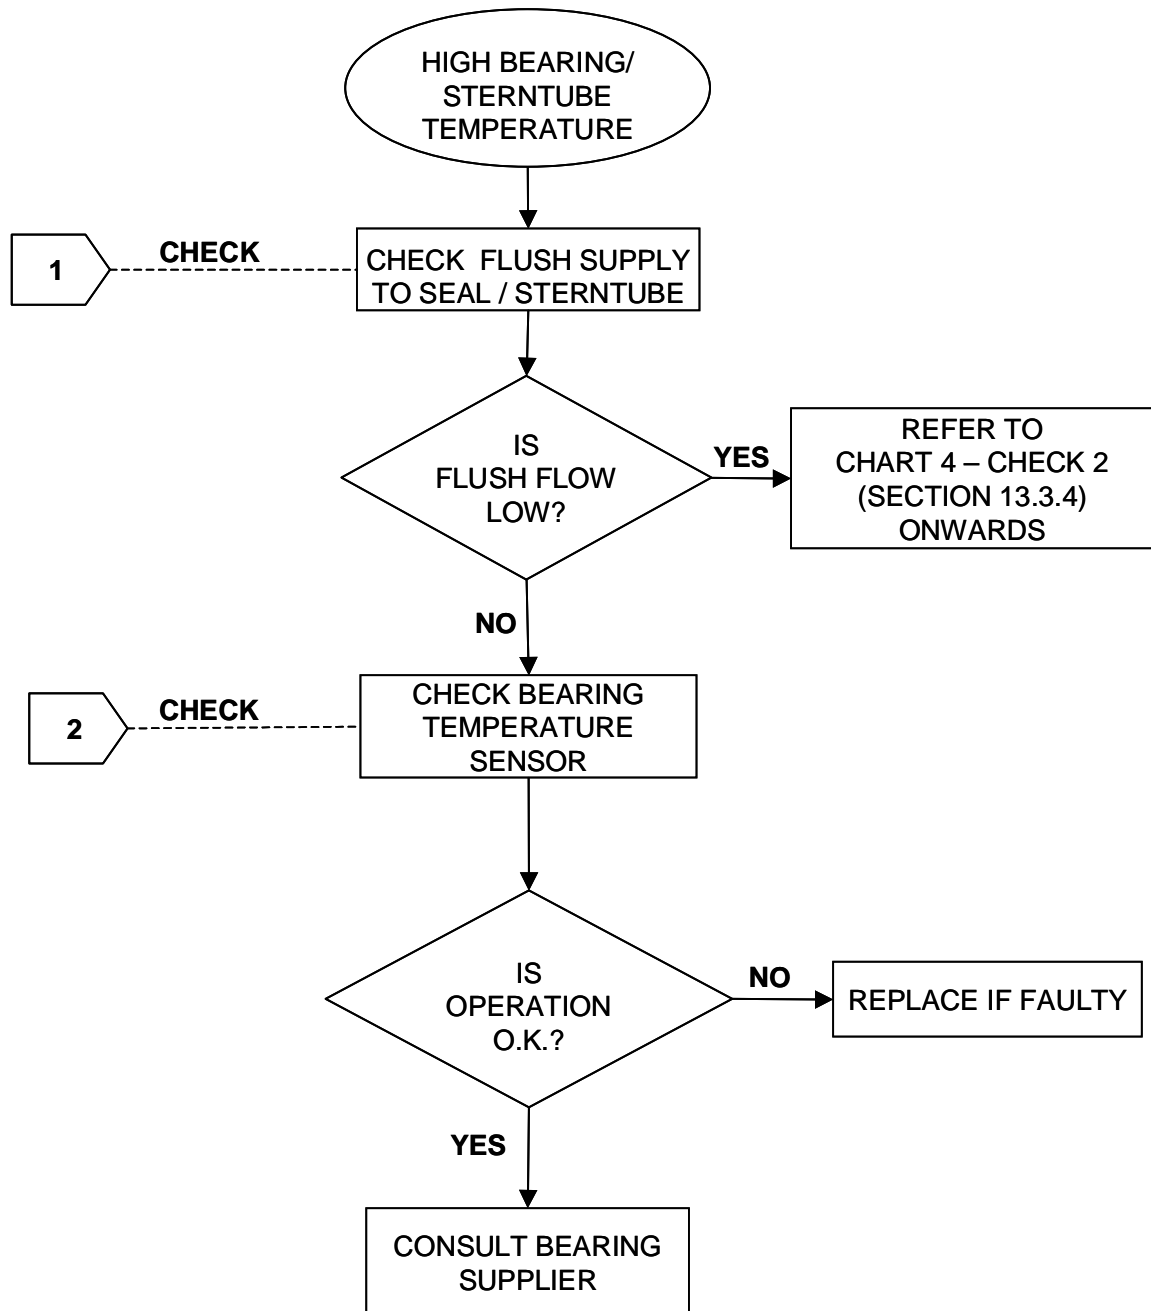 HIGH BEARING/
STERNTUBE
TEMPERATURE
1
CHECK
CHECK FLUSH SUPPLY
TO SEAL / STERNTUBE
IS
FLUSH FLOW
LOW?
YES
REFER TO
CHART 4 – CHECK 2
(SECTION 13.3.4)
ONWARDS
NO
2
CHECK
CHECK BEARING
TEMPERATURE
SENSOR
IS
OPERATION
O.K.?
NO
REPLACE IF FAULTY
YES
CONSULT BEARING
SUPPLIER